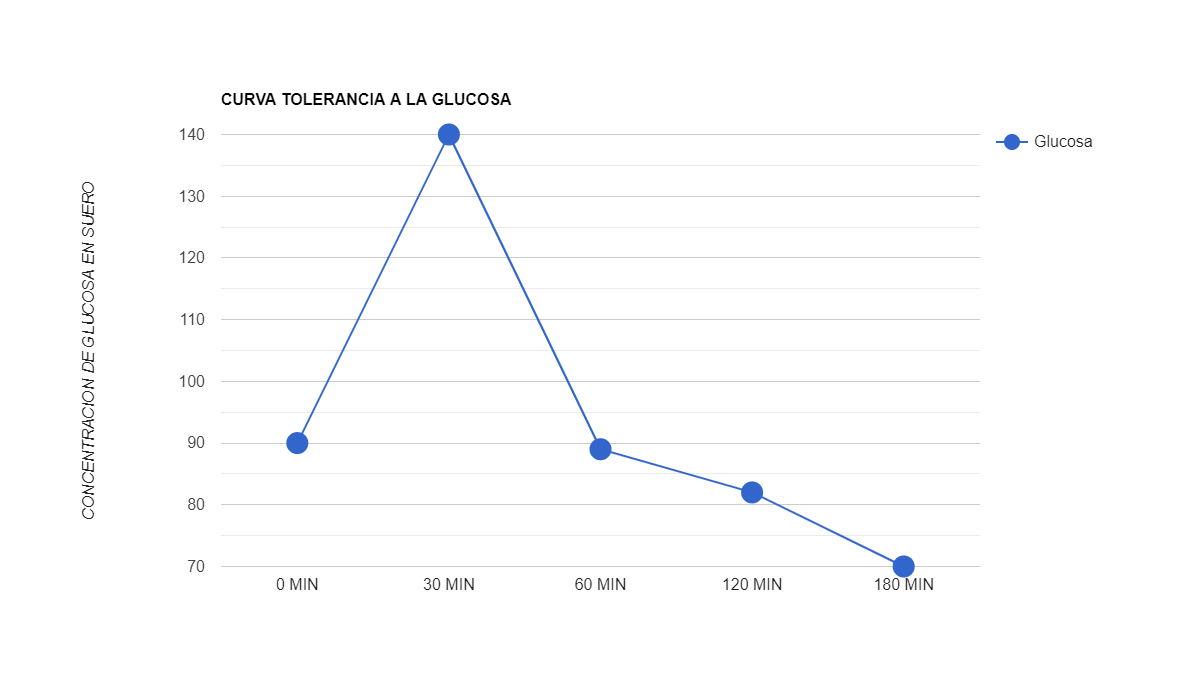 CURVA TOLERANCIA A LA GLUCOSA
CONCENTRACION DE GLUCOSA EN SUERO
140
130
120
110
100
90
80
70
0 MIN
30 MIN
60 MIN
120 MIN
180 MIN
Glucosa